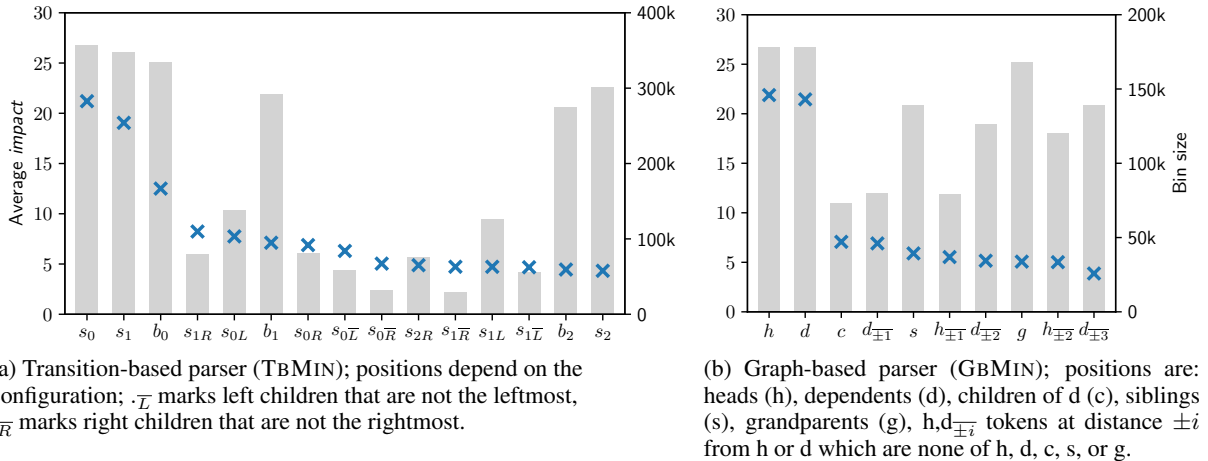 30
25
20
15
10
5
0
Average impact
400k
300k
200k
100k
0
s₀ s₁ b₀ s₁R s₀L b₁ s₀R s₀L̅ s₀R̅ s₂R s₁R̅ s₁L s₁L̅ b₂ s₂
30
25
20
15
10
5
0
200k
150k
100k
50k
0
Bin size
h d c d±1̅ s h±1̅ d±2̅ g h±2̅ d±3̅
a) Transition-based parser (TBMIN); positions depend on the
onfiguration; .L̅ marks left children that are not the leftmost,
R̅ marks right children that are not the rightmost.
(b) Graph-based parser (GBMIN); positions are:
heads (h), dependents (d), children of d (c), siblings
(s), grandparents (g), h,d±i̅ tokens at distance ±i
from h or d which are none of h, d, c, s, or g.